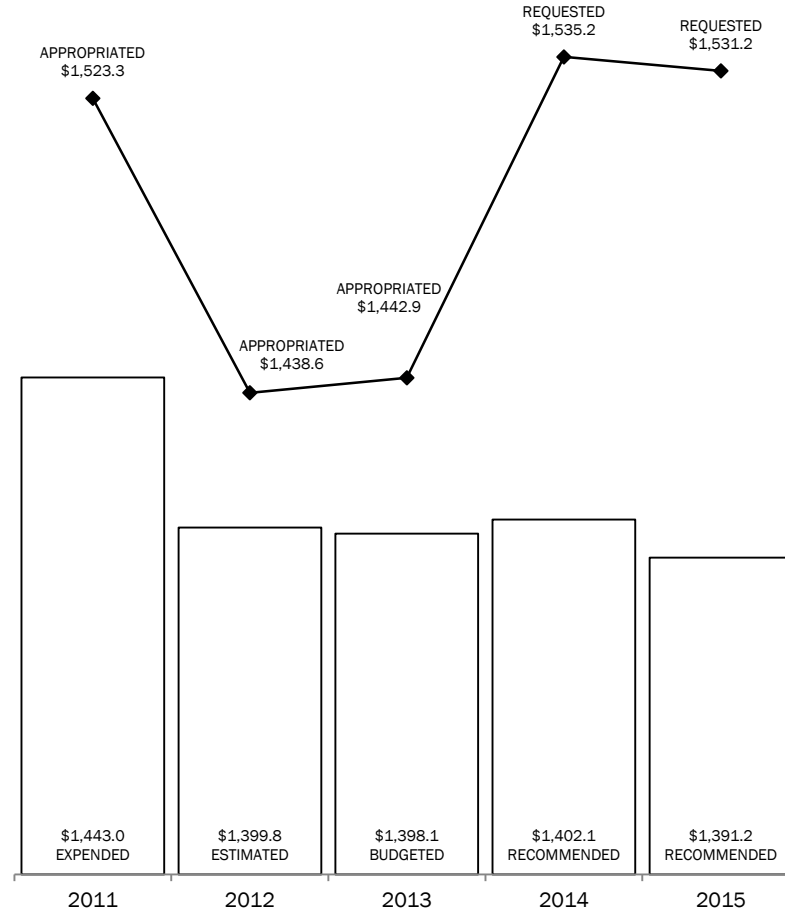 REQUESTED
$1,535.2
REQUESTED
$1,531.2
APPROPRIATED
$1,523.3
APPROPRIATED
$1,442.9
APPROPRIATED
$1,438.6
$1,443.0
EXPENDED
$1,399.8
ESTIMATED
$1,398.1
BUDGETED
$1,402.1
RECOMMENDED
$1,391.2
RECOMMENDED
2011
2012
2013
2014
2015